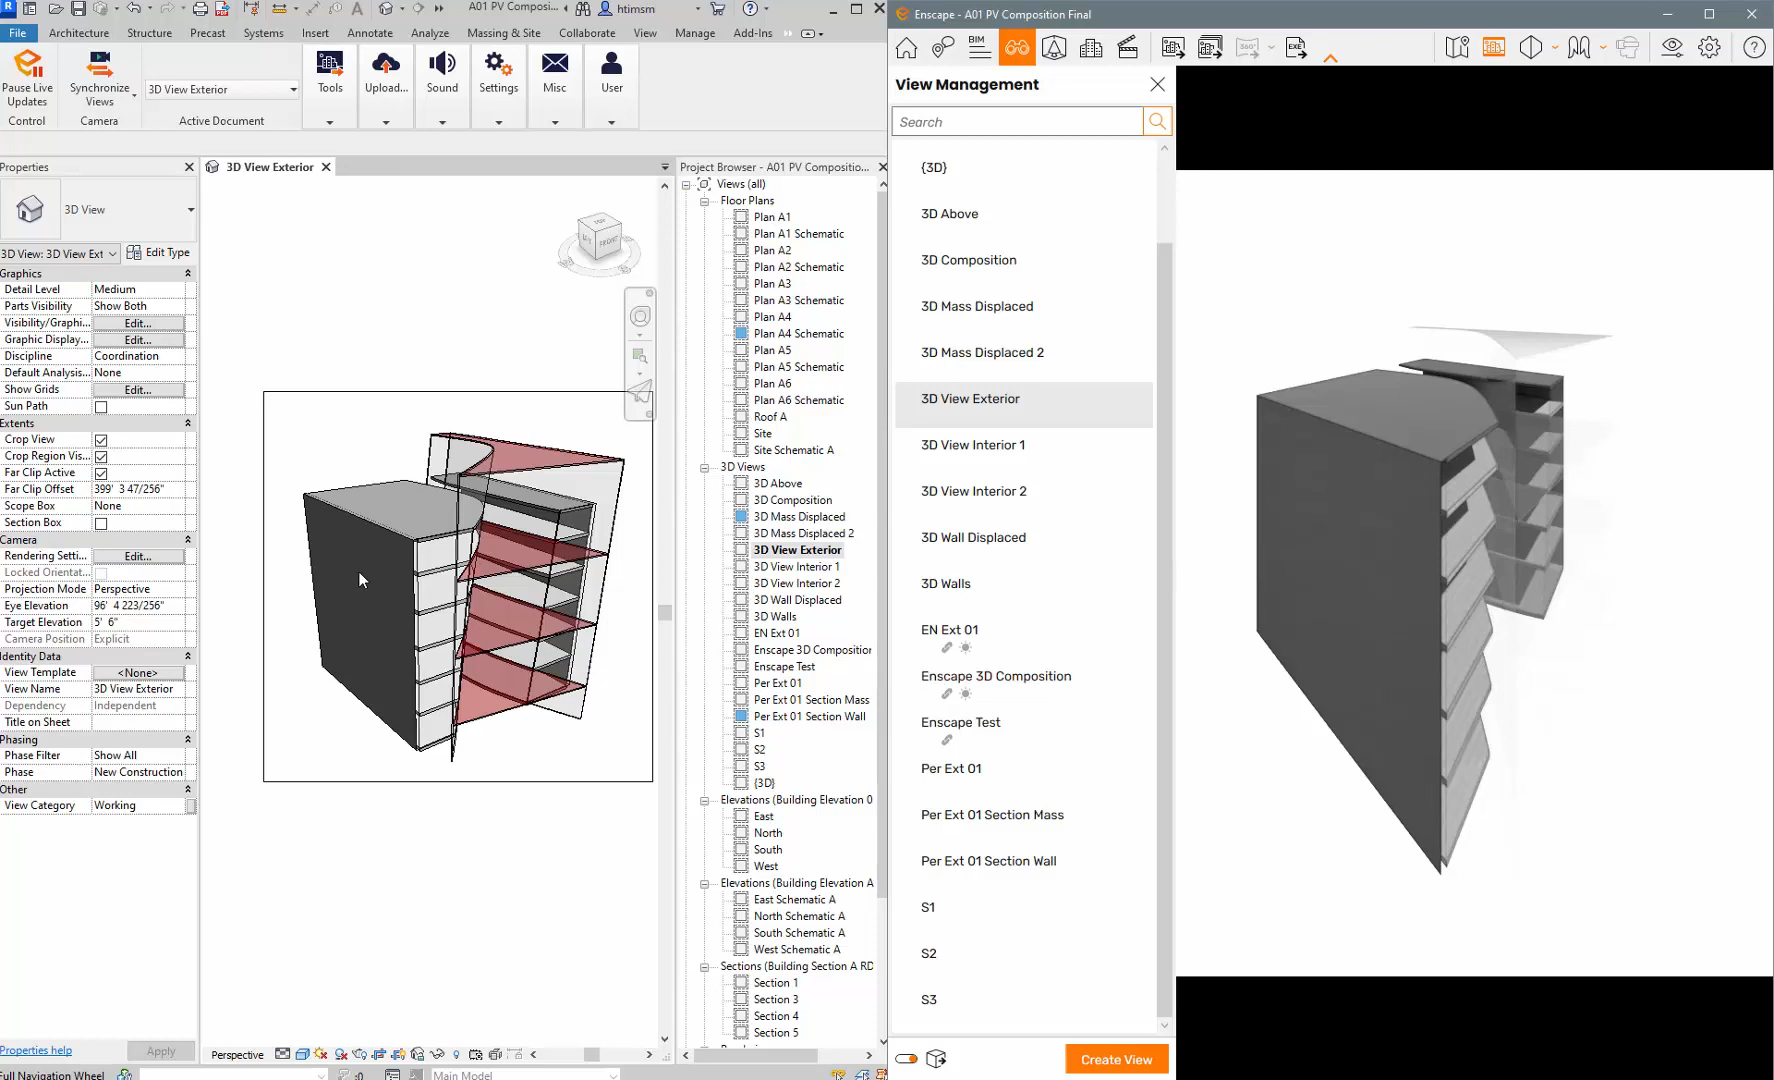 A01 PV Composi...
htimsm
File
Architecture
Structure
Precast
Systems
Insert
Annotate
Analyze
Massing & Site
Collaborate
View
Manage
Add-Ins
Pause Live
Updates
Control
Synchronize
Views
Camera
3D View Exterior
Active Document
Tools
Upload...
Sound
Settings
Misc
User
Properties
3D View
3D View: 3D View Ext
Edit Type
Graphics
Detail Level Medium
Parts Visibility Show Both
Visibility/Graphi... Edit...
Graphic Display... Edit...
Discipline Coordination
Default Analysis... None
Show Grids Edit...
Sun Path
Extents
Crop View
Crop Region Vis...
Far Clip Active
Far Clip Offset 399' 3 47/256"
Scope Box None
Section Box
Camera
Rendering Setti... Edit...
Locked Orientat...
Projection Mode Perspective
Eye Elevation 96' 4 223/256"
Target Elevation 5' 6"
Camera Position Explicit
Identity Data
View Template <None>
View Name 3D View Exterior
Dependency Independent
Title on Sheet
Phasing
Phase Filter Show All
Phase New Construction
Other
View Category Working
Properties help
Apply
Full Navigation Wheel
3D View Exterior
TOP
FRONT
Perspective
:0
Main Model
Project Browser - A01 PV Compositio...
Views (all)
Floor Plans
Plan A1
Plan A1 Schematic
Plan A2
Plan A2 Schematic
Plan A3
Plan A3 Schematic
Plan A4
Plan A4 Schematic
Plan A5
Plan A5 Schematic
Plan A6
Plan A6 Schematic
Roof A
Site
Site Schematic A
3D Views
3D Above
3D Composition
3D Mass Displaced
3D Mass Displaced 2
3D View Exterior
3D View Interior 1
3D View Interior 2
3D Wall Displaced
3D Walls
EN Ext 01
Enscape 3D Composition
Enscape Test
Per Ext 01
Per Ext 01 Section Mass
Per Ext 01 Section Wall
S1
S2
S3
{3D}
Elevations (Building Elevation 0
East
North
South
West
Elevations (Building Elevation A
East Schematic A
North Schematic A
South Schematic A
West Schematic A
Sections (Building Section A RD
Section 1
Section 3
Section 4
Section 5
Enscape - A01 PV Composition Final
BIM
360°
EXE
View Management
Search
{3D}
3D Above
3D Composition
3D Mass Displaced
3D Mass Displaced 2
3D View Exterior
3D View Interior 1
3D View Interior 2
3D Wall Displaced
3D Walls
EN Ext 01
Enscape 3D Composition
Enscape Test
Per Ext 01
Per Ext 01 Section Mass
Per Ext 01 Section Wall
S1
S2
S3
Create View